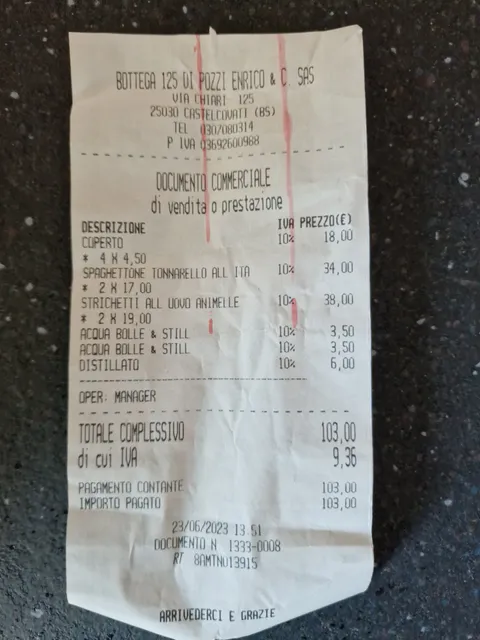 BOTTEGA 125 DI POZZI ENRICO & C. SAS
VIA CHIARI 125
25030 CASTELCOVATI (BS)
TEL 030/080314
P IVA 03692600988
DOCUMENTO COMMERCIALE
di vendita o prestazione
DESCRIZIONE IVA PREZZO(€)
COPERTO 10% 18,00
* 4 X 4,50
SPAGHETTONE TONNARELLO ALL ITA 10% 34,00
* 2 X 17,00
STRICHETTI ALL UOVO ANIMELLE 10% 38,00
* 2 X 19,00
ACQUA BOLLE & STILL 10% 3,50
ACQUA BOLLE & STILL 10% 3,50
DISTILLATO 10% 6,00
OPER: MANAGER
TOTALE COMPLESSIVO 103,00
di cui IVA 9,36
PAGAMENTO CONTANTE 103,00
IMPORTO PAGATO 103,00
23/06/2023 13:51
DOCUMENTO N 1333-0008
RT 8AMTN013915
ARRIVEDERCI E GRAZIE